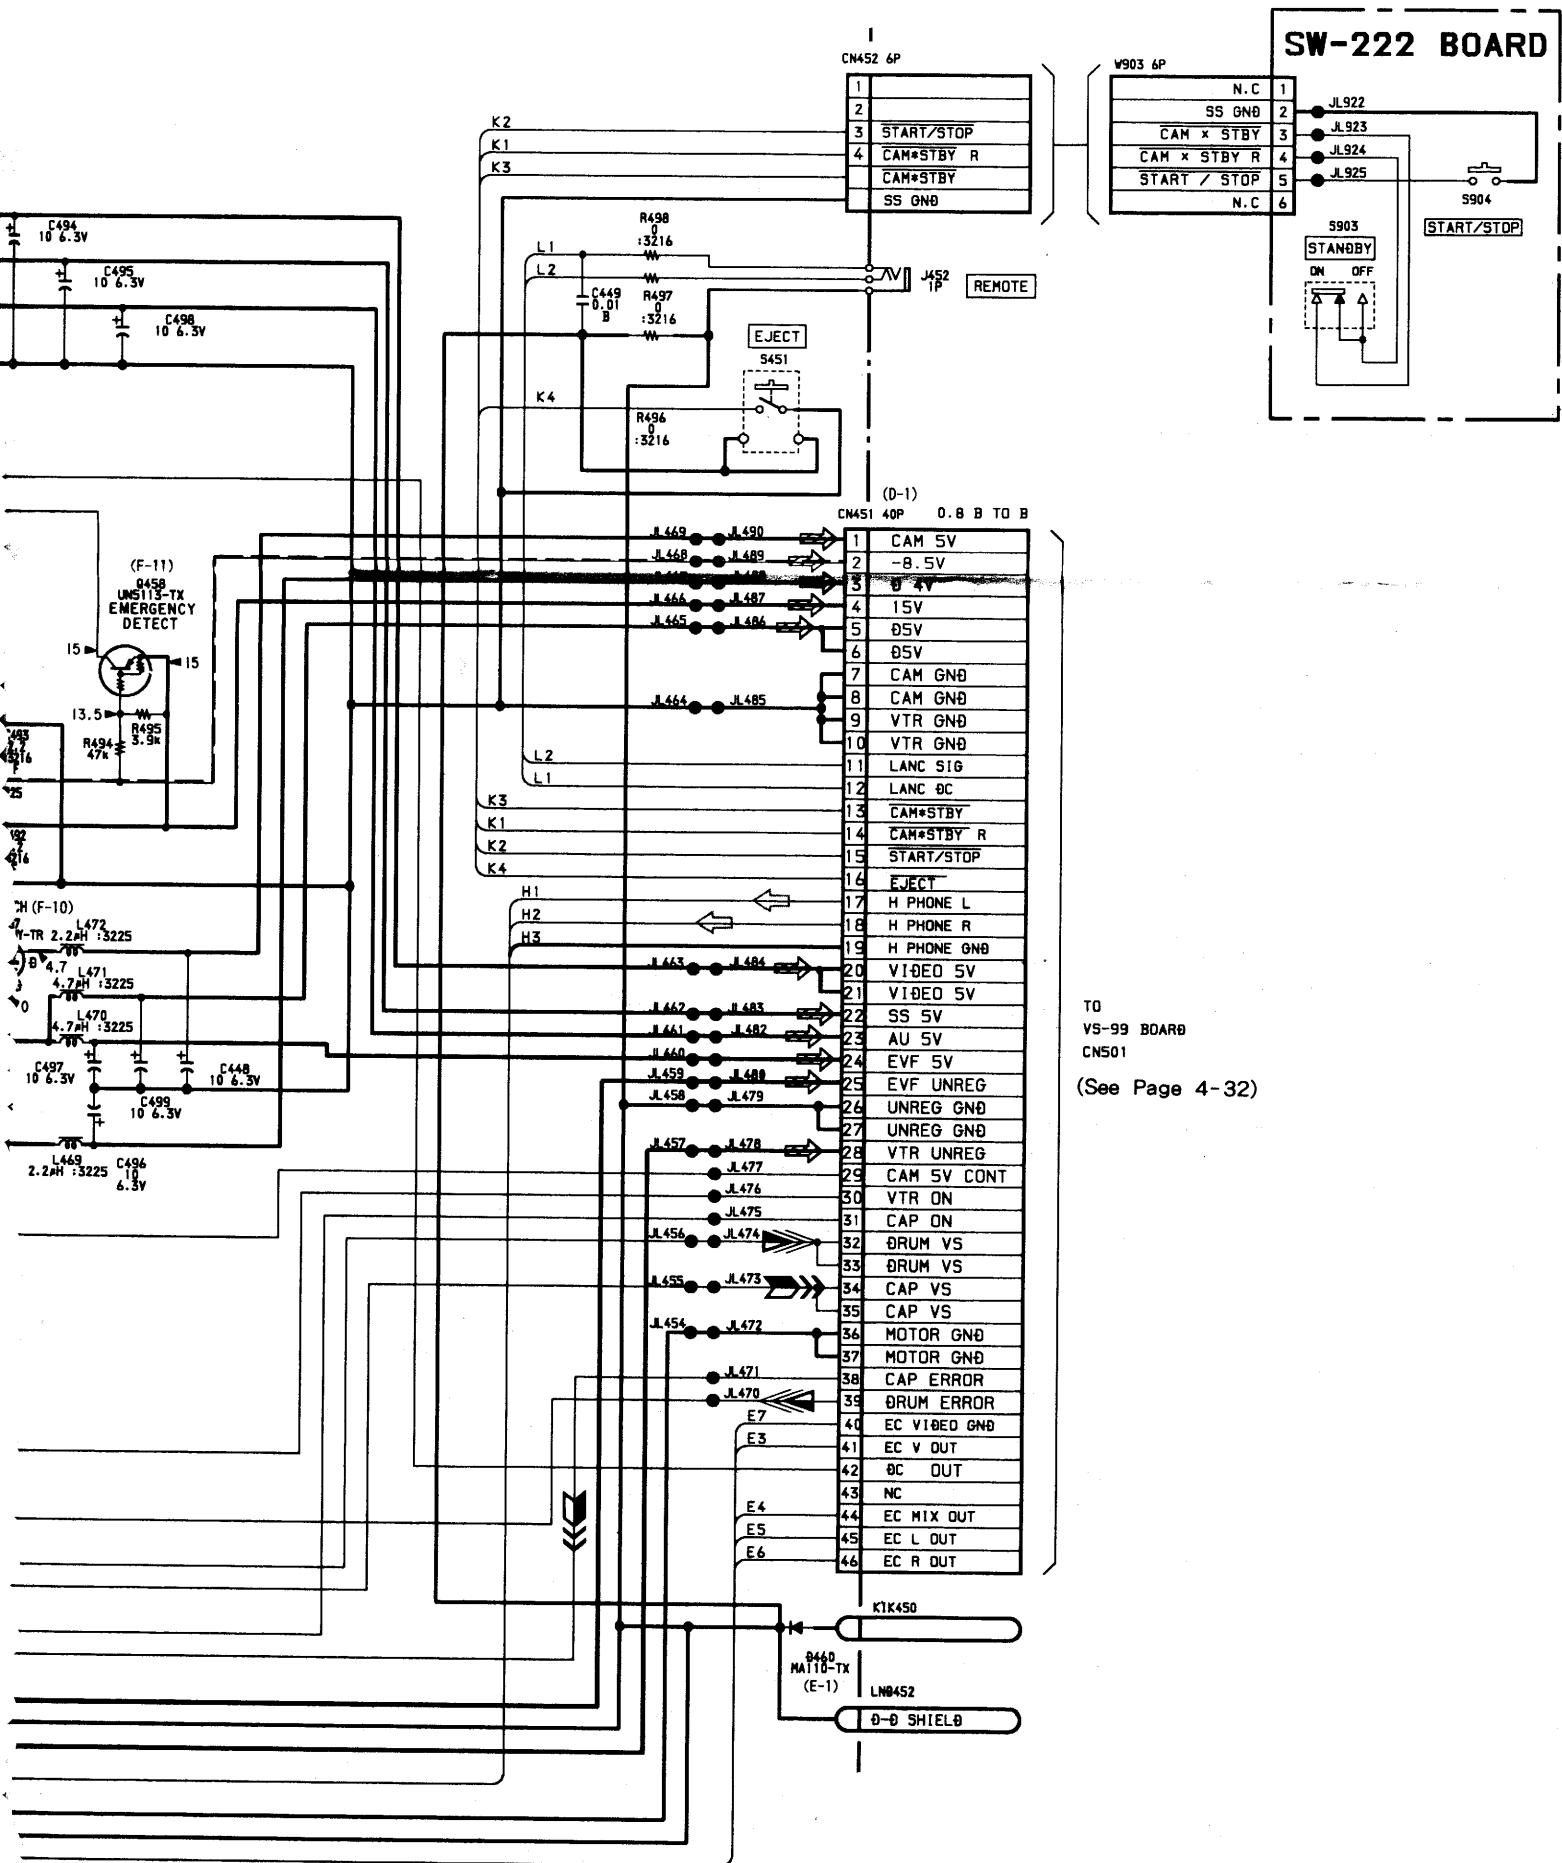 SW-222 BOARD
CN452 6P
1
2
3 START/STOP
4 CAM*STBY R
CAM*STBY
SS GND
K2
K1
K3
W903 6P
N.C 1
SS GND 2
CAM × STBY 3
CAM × STBY R 4
START / STOP 5
N.C 6
JL922
JL923
JL924
JL925
S904
START/STOP
S903
STANDBY
ON OFF
C494
10 6.3V
C495
10 6.3V
C498
10 6.3V
R498
0
:3216
L1
L2
C449
0.01
B
R497
0
:3216
J452
1P
REMOTE
EJECT
S451
K4
R496
0
:3216
(D-1)
CN451 40P 0.8 B TO B
(F-11)
Q458
UN5113-TX
EMERGENCY
DETECT
15
15
13.5
R495
3.9k
R494
47k
JL469 JL490 1 CAM 5V
JL468 JL489 2 -8.5V
3 D 4V
JL466 JL487 4 15V
JL465 JL486 5 D5V
6 D5V
7 CAM GND
8 CAM GND
JL464 JL485
9 VTR GND
10 VTR GND
L2 11 LANC SIG
L1 12 LANC DC
K3 13 CAM*STBY
K1 14 CAM*STBY R
K2 15 START/STOP
K4 16 EJECT
H1 17 H PHONE L
H2 18 H PHONE R
H3 19 H PHONE GND
JL463 JL484 20 VIDEO 5V
21 VIDEO 5V
JL462 JL483 22 SS 5V
JL461 JL482 23 AU 5V
JL460 24 EVF 5V
JL459 JL480 25 EVF UNREG
JL458 JL479 26 UNREG GND
27 UNREG GND
JL457 JL478 28 VTR UNREG
JL477 29 CAM 5V CONT
JL476 30 VTR ON
JL475 31 CAP ON
JL456 JL474 32 DRUM VS
33 DRUM VS
JL455 JL473 34 CAP VS
35 CAP VS
JL454 JL472 36 MOTOR GND
37 MOTOR GND
JL471 38 CAP ERROR
JL470 39 DRUM ERROR
E7 40 EC VIDEO GND
E3 41 EC V OUT
42 DC OUT
43 NC
E4 44 EC MIX OUT
E5 45 EC L OUT
E6 46 EC R OUT
TO
VS-99 BOARD
CN501
(See Page 4-32)
(F-10)
L472
2.2µH :3225
4.7
L471
4.7µH :3225
L470
4.7µH :3225
C497
10 6.3V
C448
10 6.3V
C499
10 6.3V
L469
2.2µH :3225
C496
10
6.3V
KIK450
D460
MA110-TX
(E-1)
LND452
D-D SHIELD